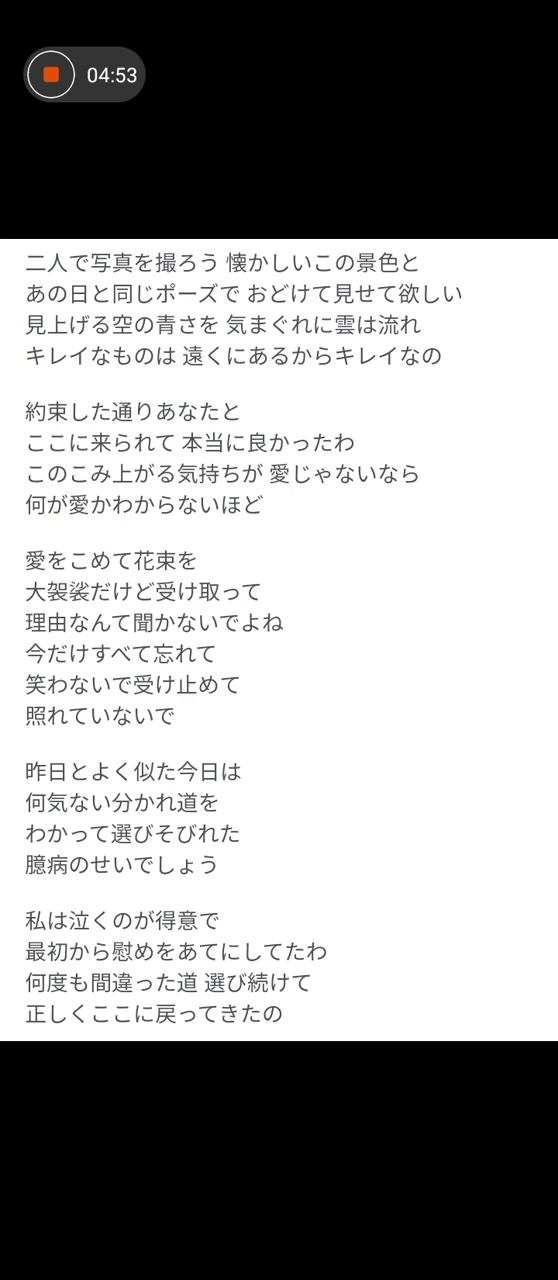 04:53
二人で写真を撮ろう 懐かしいこの景色と
あの日と同じポーズで おどけて見せて欲しい
見上げる空の青さを 気まぐれに雲は流れ
キレイなものは 遠くにあるからキレイなの
約束した通りあなたと
ここに来られて 本当に良かったわ
このこみ上がる気持ちが 愛じゃないなら
何が愛かわからないほど
愛をこめて花束を
大袈裟だけど受け取って
理由なんて聞かないでよね
今だけすべて忘れて
笑わないで受け止めて
照れていないで
昨日とよく似た今日は
何気ない分かれ道を
わかって選びそびれた
臆病のせいでしょう
私は泣くのが得意で
最初から慰めをあてにしてたわ
何度も間違った道 選び続けて
正しくここに戻ってきたの